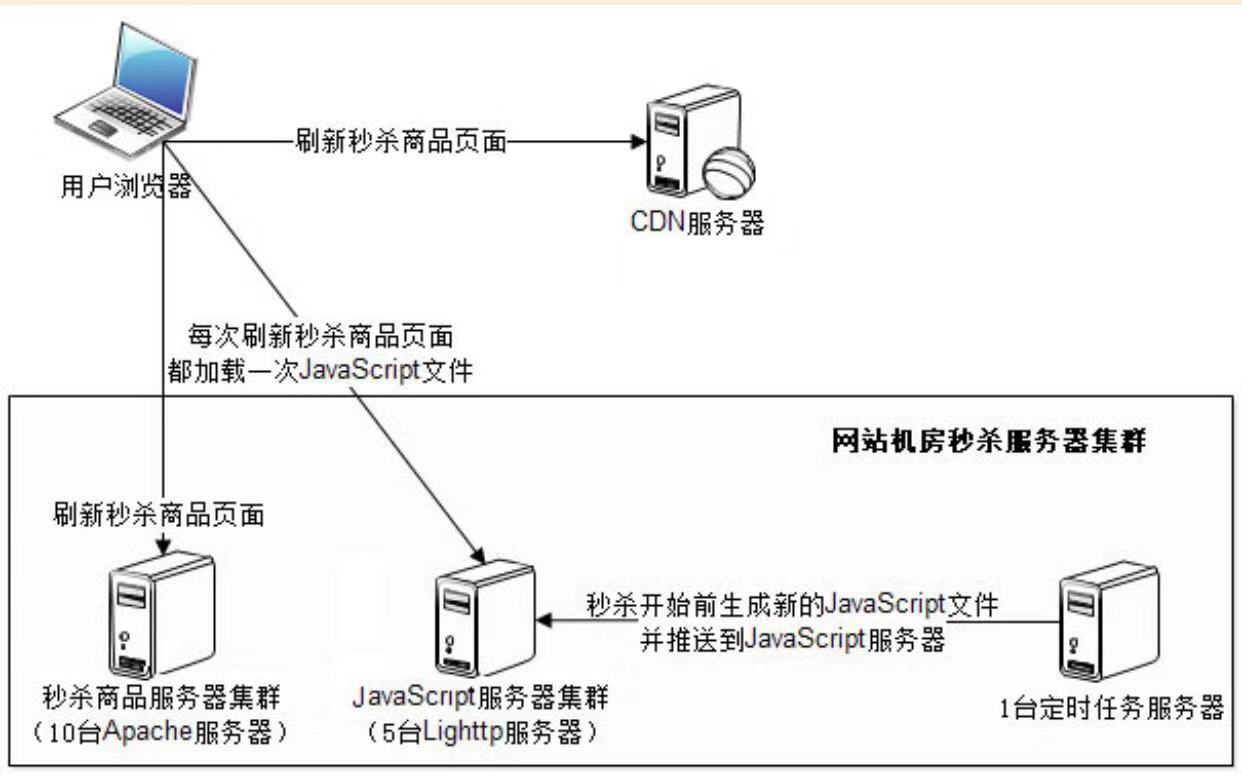 刷新秒杀商品页面
用户浏览器
CDN服务器
每次刷新秒杀商品页面
都加载一次JavaScript文件
网站机房秒杀服务器集群
刷新秒杀商品页面
秒杀开始前生成新的JavaScript文件
并推送到JavaScript服务器
秒杀商品服务器集群
（10台Apache服务器）
JavaScript服务器集群
（5台Lighttp服务器）
1台定时任务服务器